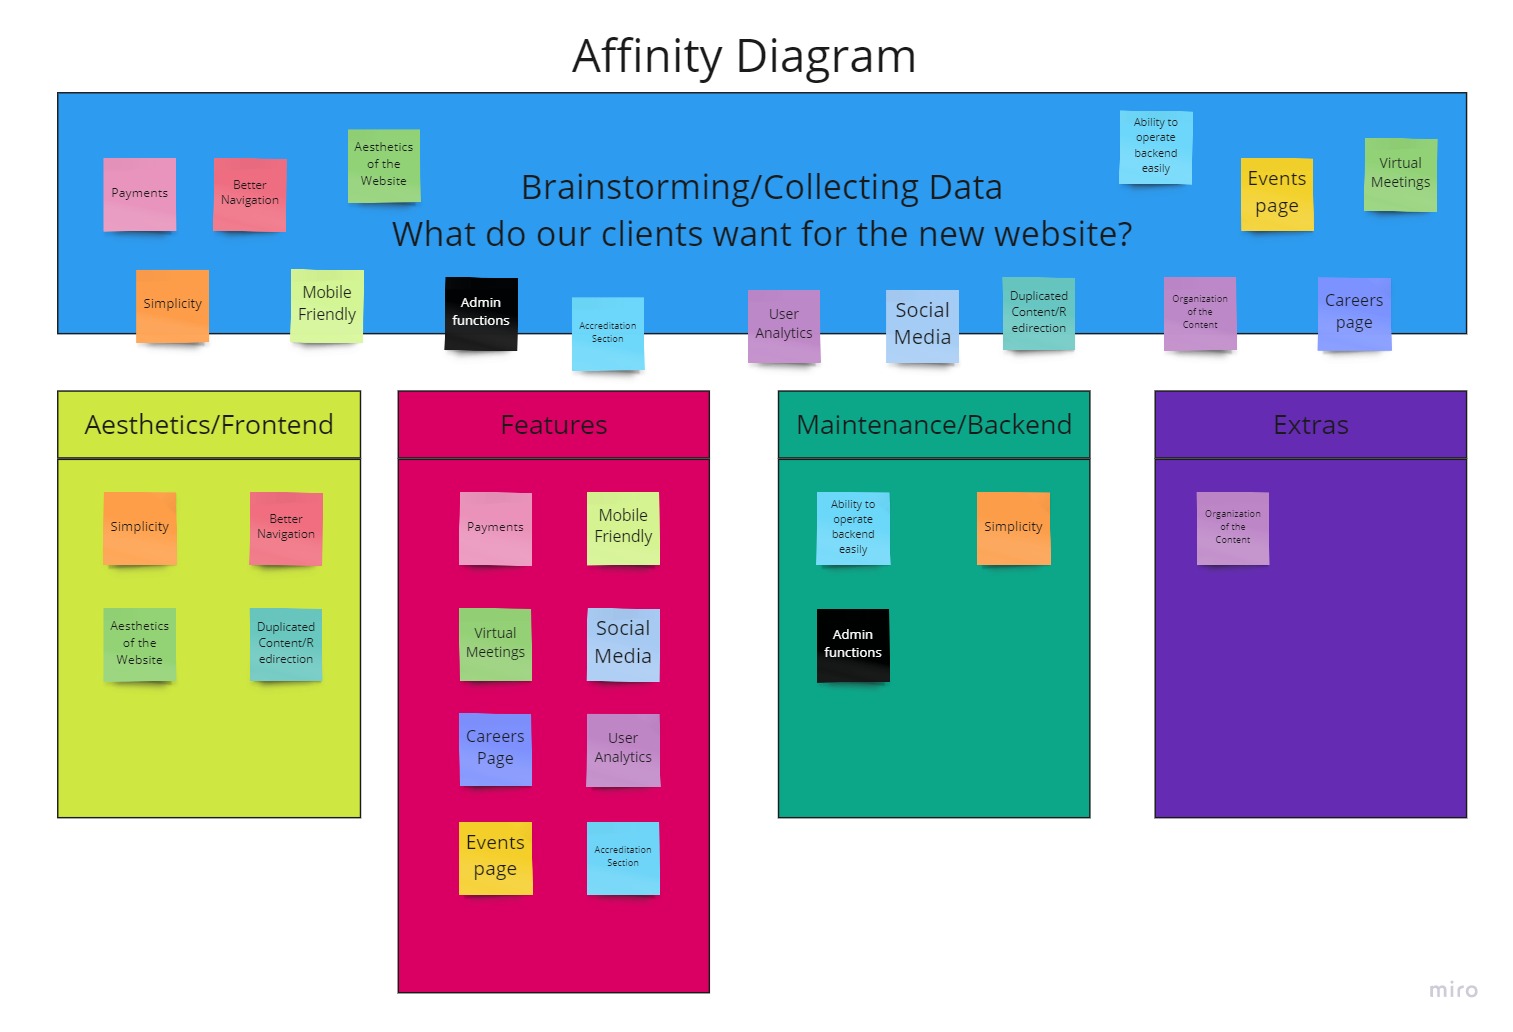 Affinity Diagram
Payments
Better
Navigation
Aesthetics
of the
Website
Brainstorming/Collecting Data
What do our clients want for the new website?
Ability to
operate
backend
easily
Events
page
Virtual
Meetings
Simplicity
Mobile
Friendly
Admin
functions
Accreditation
Section
User
Analytics
Social
Media
Duplicated
Content/R
edirection
Organization
of the
Content
Careers
page
Aesthetics/Frontend
Simplicity
Better
Navigation
Aesthetics
of the
Website
Duplicated
Content/R
edirection
Features
Payments
Mobile
Friendly
Virtual
Meetings
Social
Media
Careers
Page
User
Analytics
Events
page
Accreditation
Section
Maintenance/Backend
Ability to
operate
backend
easily
Simplicity
Admin
functions
Extras
Organization
of the
Content
miro